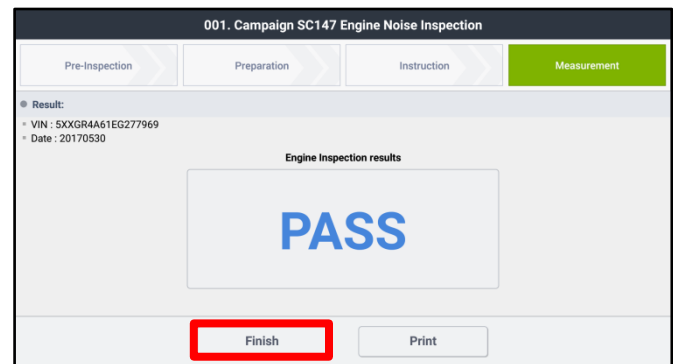 001. Campaign SC147 Engine Noise Inspection
Pre-Inspection Preparation Instruction Measurement
Result:
VIN : 5XXGR4A61EG277969
Date : 20170530
Engine Inspection results
PASS
Finish Print